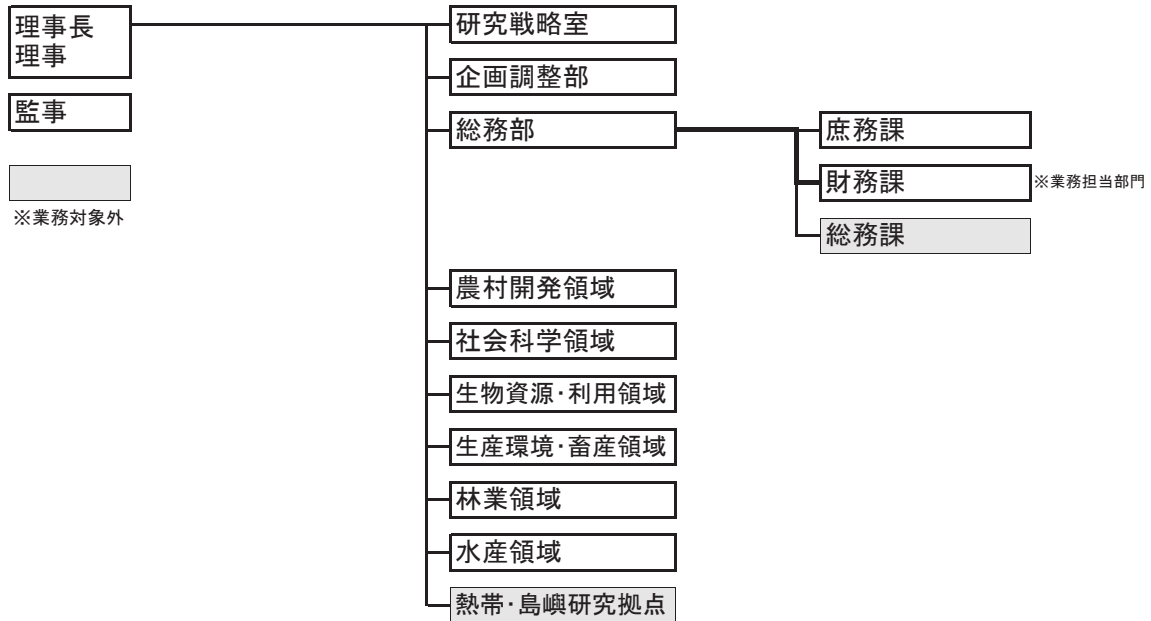 理事長
理事
監事
※業務対象外
研究戦略室
企画調整部
総務部
庶務課
財務課
※業務担当部門
総務課
農村開発領域
社会科学領域
生物資源・利用領域
生産環境・畜産領域
林業領域
水産領域
熱帯・島嶼研究拠点